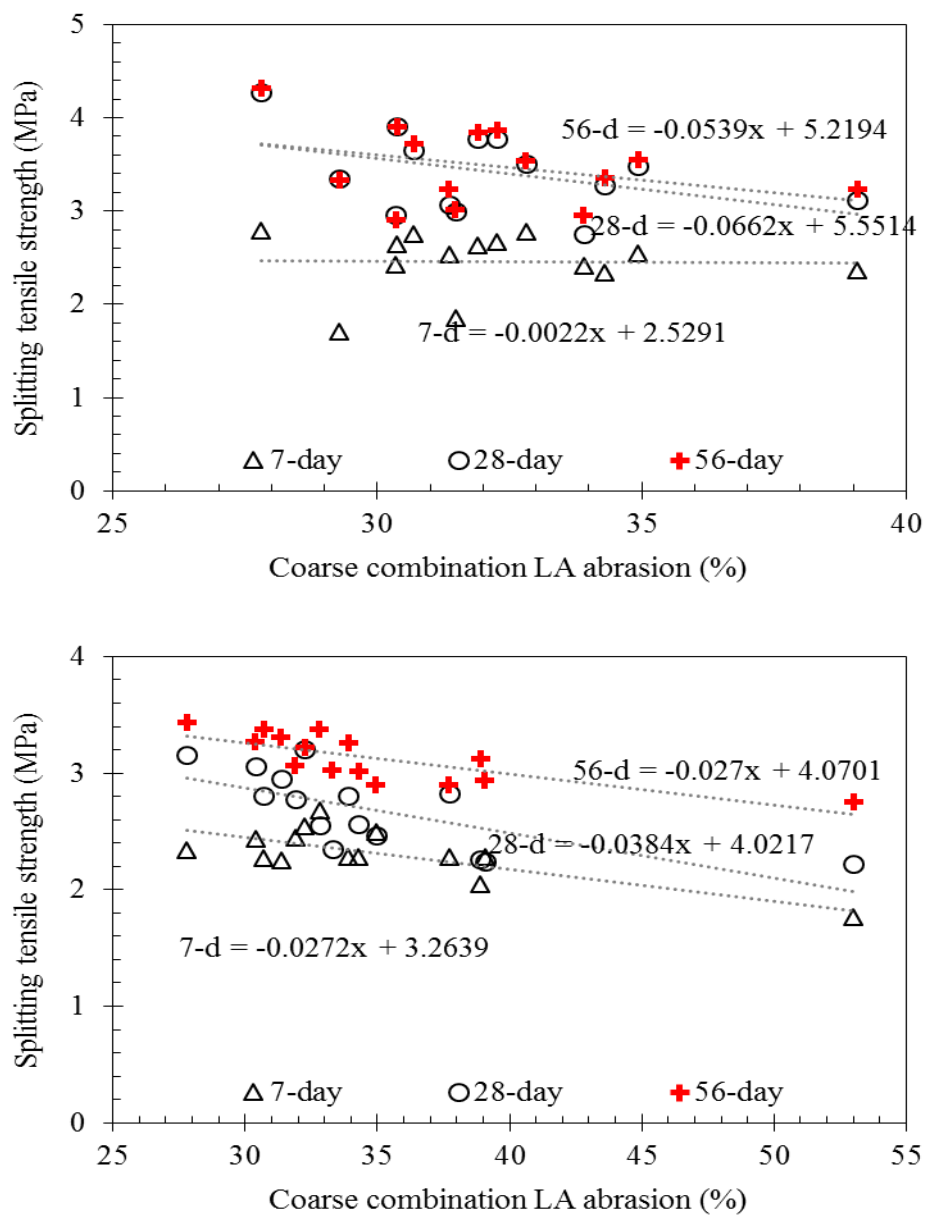 5
4
3
2
1
0
Splitting tensile strength (MPa)
56-d = -0.0539x + 5.2194
28-d = -0.0662x + 5.5514
7-d = -0.0022x + 2.5291
7-day 28-day 56-day
25 30 35 40
Coarse combination LA abrasion (%)
4
3
2
1
0
Splitting tensile strength (MPa)
56-d = -0.027x + 4.0701
28-d = -0.0384x + 4.0217
7-d = -0.0272x + 3.2639
7-day 28-day 56-day
25 30 35 40 45 50 55
Coarse combination LA abrasion (%)